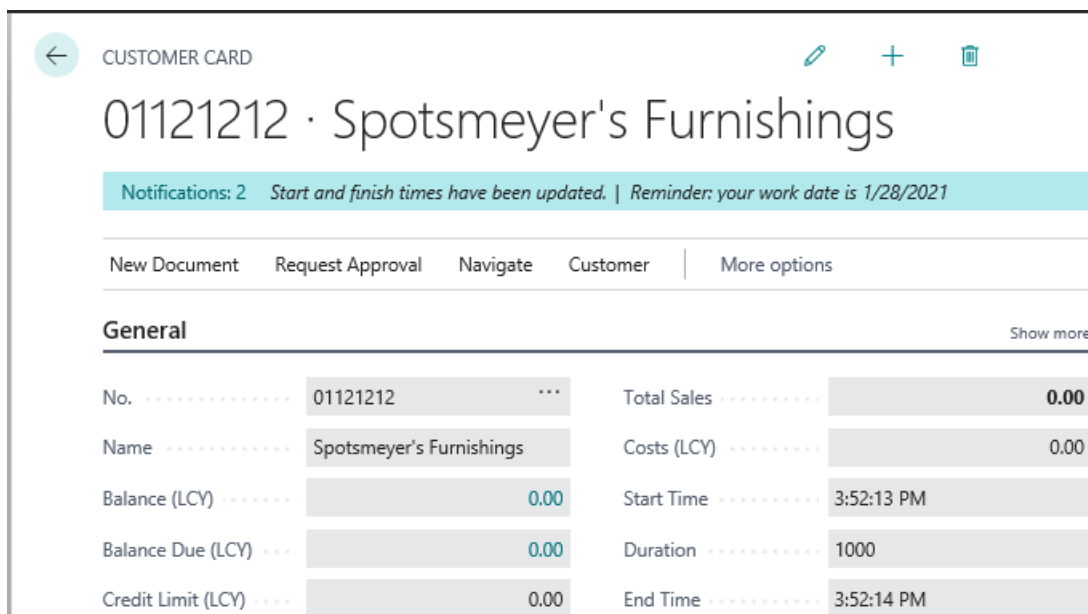 CUSTOMER CARD
01121212 · Spotsmeyer's Furnishings
Notifications: 2 Start and finish times have been updated. | Reminder: your work date is 1/28/2021
New Document Request Approval Navigate Customer | More options
General Show more
No. 01121212 ... Total Sales 0.00
Name Spotsmeyer's Furnishings Costs (LCY) 0.00
Balance (LCY) 0.00 Start Time 3:52:13 PM
Balance Due (LCY) 0.00 Duration 1000
Credit Limit (LCY) 0.00 End Time 3:52:14 PM